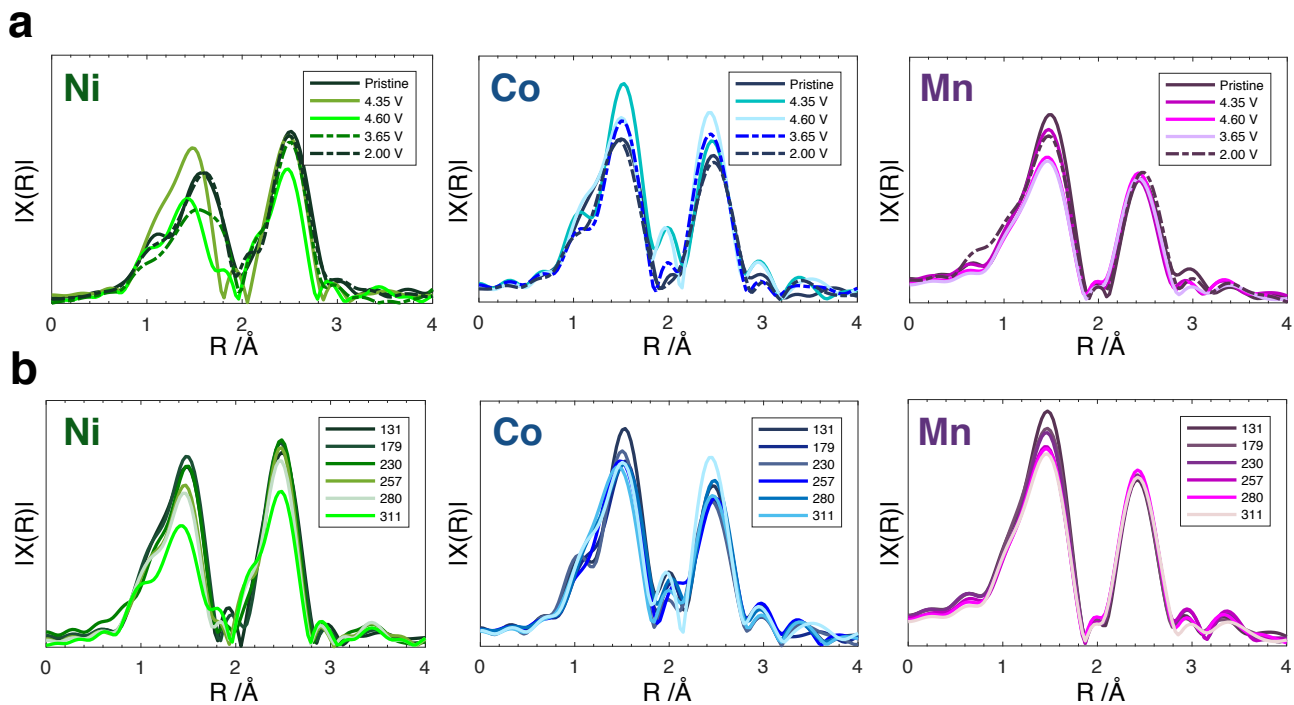 a
Ni
Pristine
4.35 V
4.60 V
3.65 V
2.00 V
|X(R)|
0 1 2 3 4
R /Å
Co
Pristine
4.35 V
4.60 V
3.65 V
2.00 V
|X(R)|
0 1 2 3 4
R /Å
Mn
Pristine
4.35 V
4.60 V
3.65 V
2.00 V
|X(R)|
0 1 2 3 4
R /Å
b
Ni
131
179
230
257
280
311
|X(R)|
0 1 2 3 4
R /Å
Co
131
179
230
257
280
311
|X(R)|
0 1 2 3 4
R /Å
Mn
131
179
230
257
280
311
|X(R)|
0 1 2 3 4
R /Å